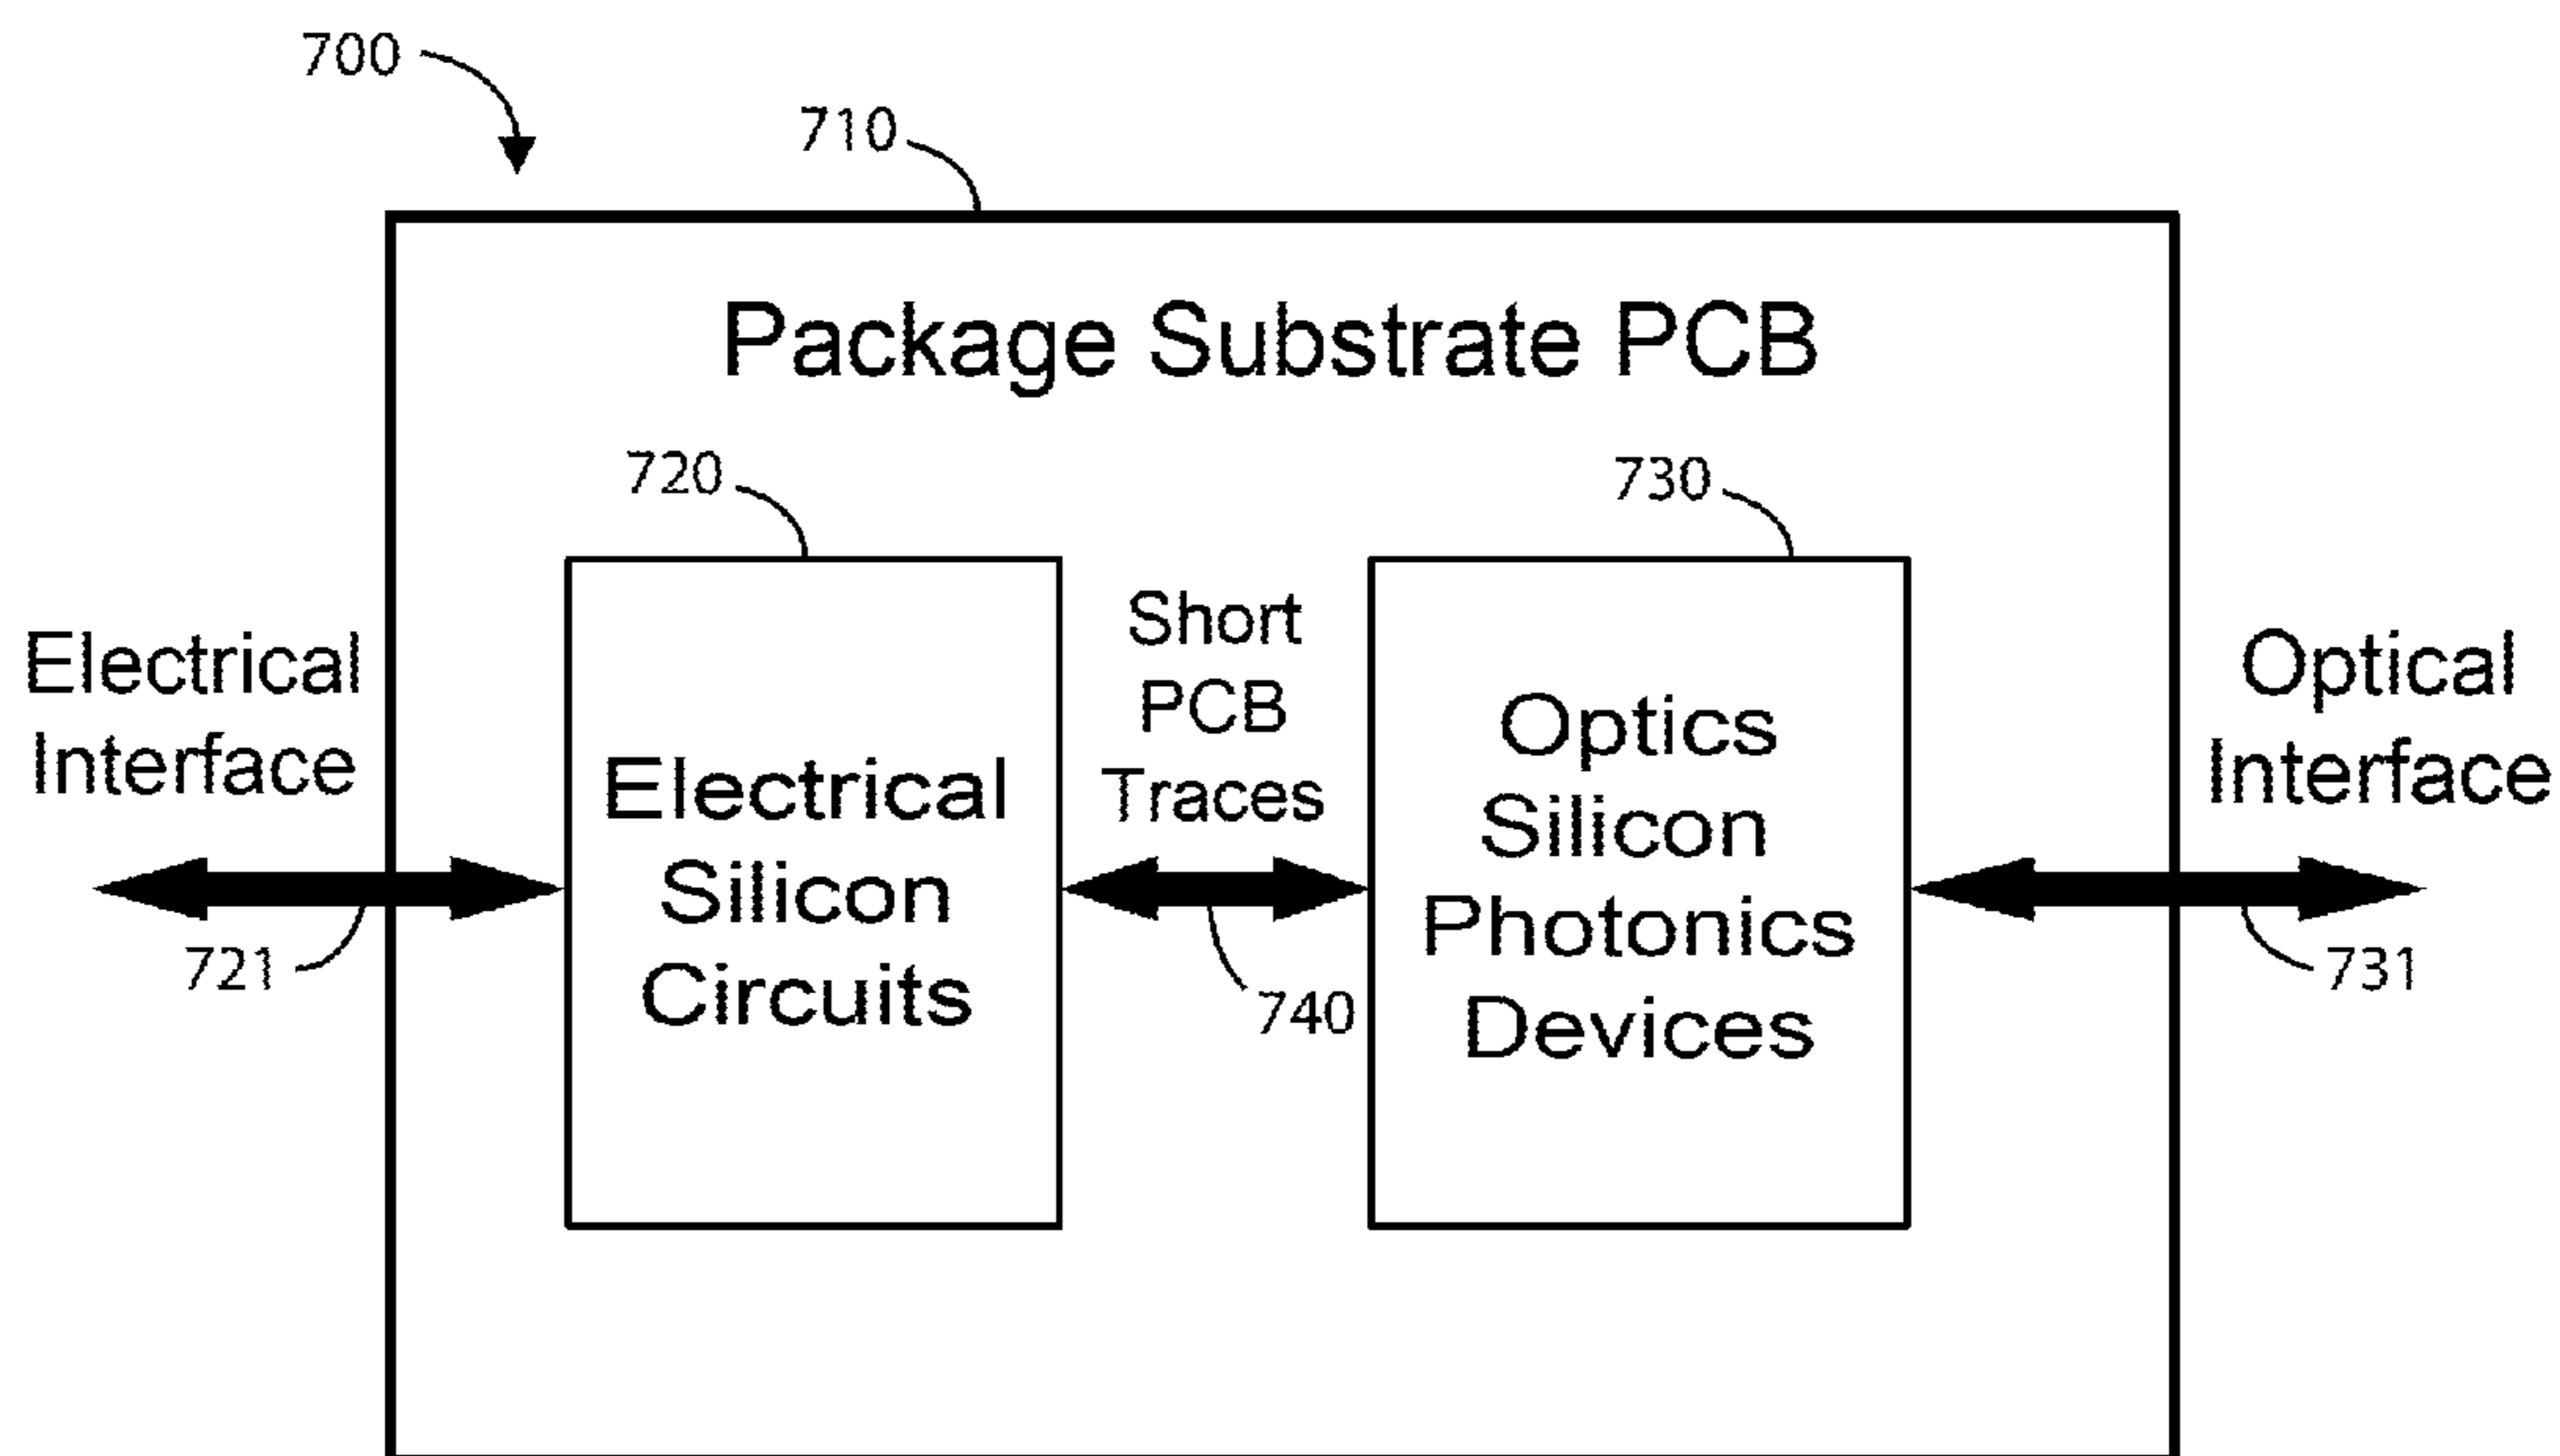 700
710
Package Substrate PCB
720
730
Electrical
Interface
Short
PCB
Traces
Optical
Interface
Electrical
Silicon
Circuits
Optics
Silicon
Photonics
Devices
721
740
731